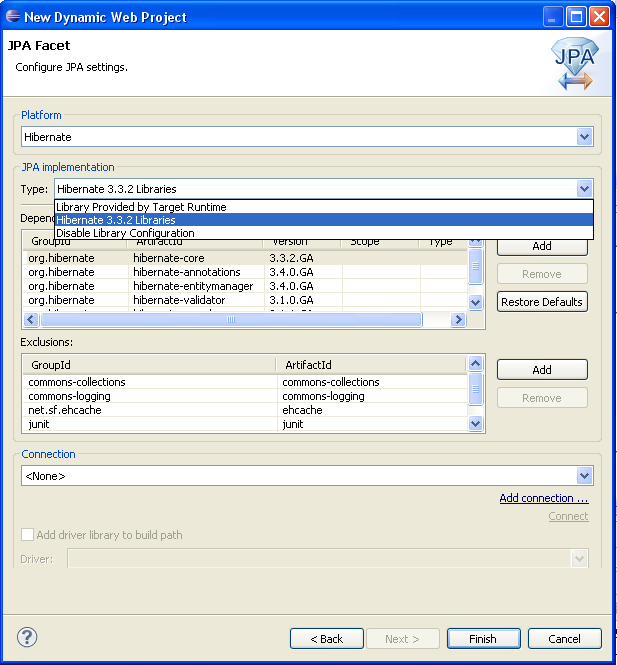 New Dynamic Web Project
JPA Facet
Configure JPA settings.
JPA
Platform
Hibernate
JPA implementation
Type: Hibernate 3.3.2 Libraries
Library Provided by Target Runtime
Hibernate 3.3.2 Libraries
Disable Library Configuration
GroupId ArtifactId Version Scope Type Add
org.hibernate hibernate-core 3.3.2.GA
org.hibernate hibernate-annotations 3.4.0.GA Remove
org.hibernate hibernate-entitymanager 3.4.0.GA
org.hibernate hibernate-validator 3.1.0.GA Restore Defaults
Exclusions:
GroupId ArtifactId Add
commons-collections commons-collections
commons-logging commons-logging Remove
net.sf.ehcache ehcache
junit junit
Connection
<None>
Add connection ...
Connect
Add driver library to build path
Driver:
? < Back Next > Finish Cancel